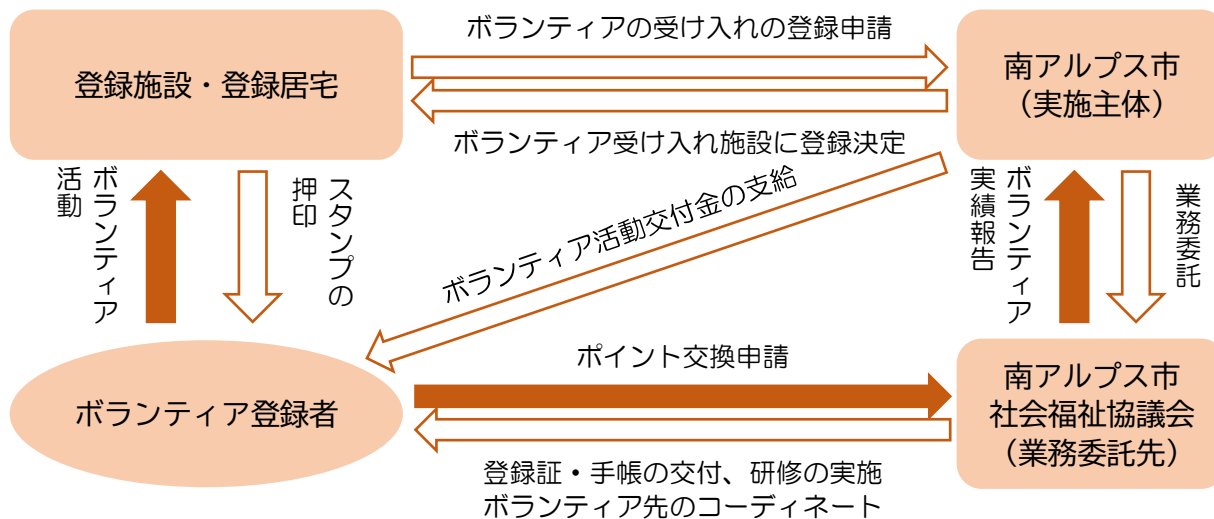 ボランティアの受け入れの登録申請
登録施設・登録居宅
南アルプス市
（実施主体）
ボランティア受け入れ施設に登録決定
ボランティア
活動
スタンプの
押印
ボランティア活動交付金の支給
ボランティア
実績報告
業務委託
ポイント交換申請
ボランティア登録者
南アルプス市
社会福祉協議会
（業務委託先）
登録証・手帳の交付、研修の実施
ボランティア先のコーディネート